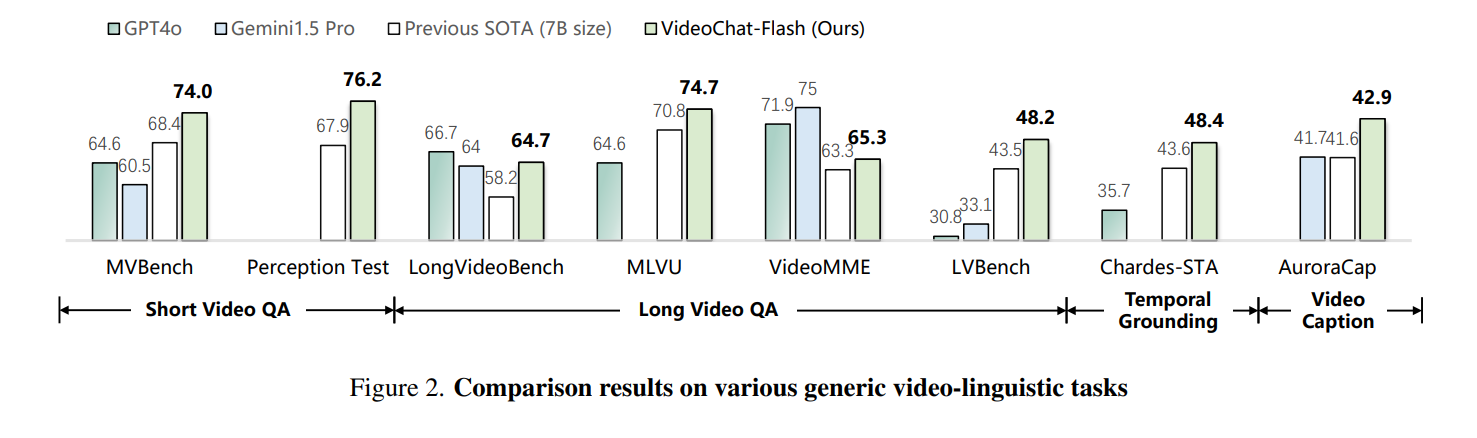 GPT4o Gemini1.5 Pro Previous SOTA (7B size) VideoChat-Flash (Ours)
64.6 60.5 68.4 74.0
67.9 76.2
66.7 64 58.2 64.7
64.6 70.8 74.7
71.9 75 63.3 65.3
30.8 33.1 43.5 48.2
35.7 43.6 48.4
41.7 41.6 42.9
MVBench Perception Test LongVideoBench MLVU VideoMME LVBench Chardes-STA AuroraCap
Short Video QA
Long Video QA
Temporal
Grounding
Video
Caption
Figure 2. Comparison results on various generic video-linguistic tasks